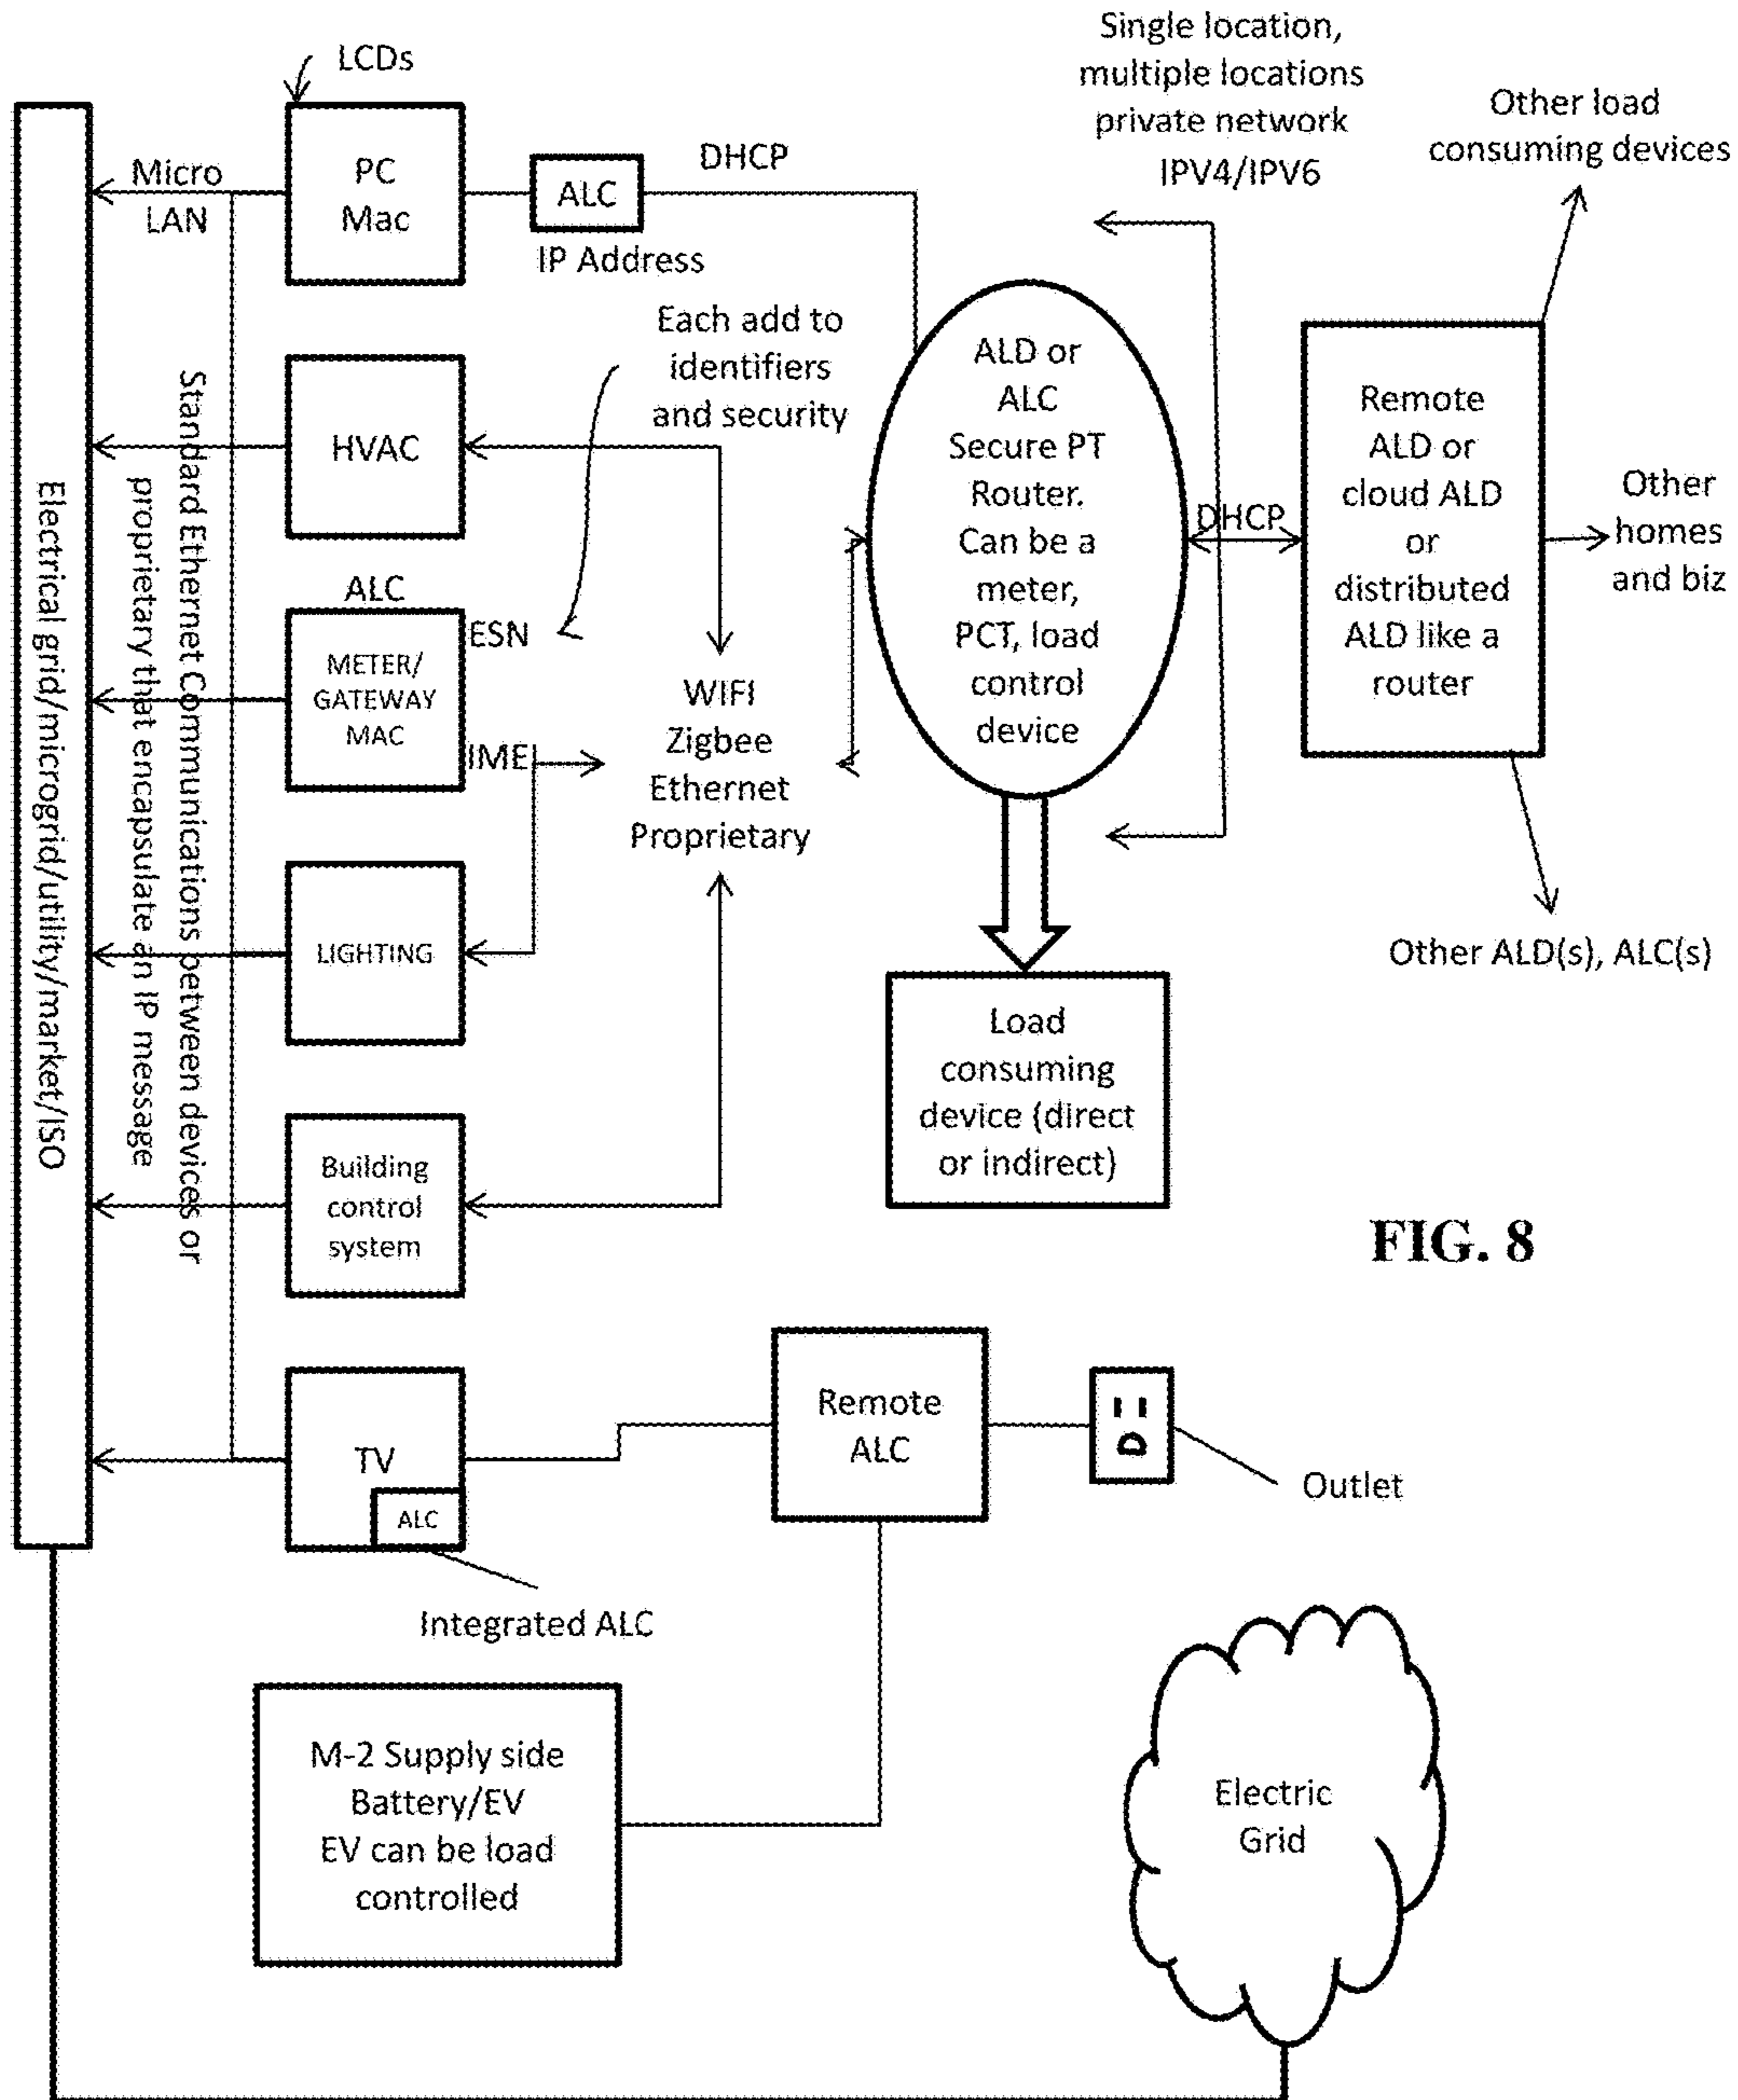 LCDs
Single location,
multiple locations
private network
IPV4/IPV6
Other load
consuming devices
Micro
LAN
PC
Mac
ALC
DHCP
IP Address
Each add to
identifiers
and security
HVAC
ALC
METER/
GATEWAY
MAC
ESN
IMEI
WIFI
Zigbee
Ethernet
Proprietary
ALD or
ALC
Secure PT
Router.
Can be a
meter,
PCT, load
control
device
DHCP
Remote
ALD or
cloud ALD
or
distributed
ALD like a
router
Other
homes
and biz
Other ALD(s), ALC(s)
Electrical grid/microgrid/utility/market/ISO
Standard Ethernet Communications between devices or
proprietary that encapsulate an IP message
LIGHTING
Load
consuming
device (direct
or indirect)
Building
control
system
FIG. 8
TV
ALC
Remote
ALC
Outlet
Integrated ALC
M-2 Supply side
Battery/EV
EV can be load
controlled
Electric
Grid